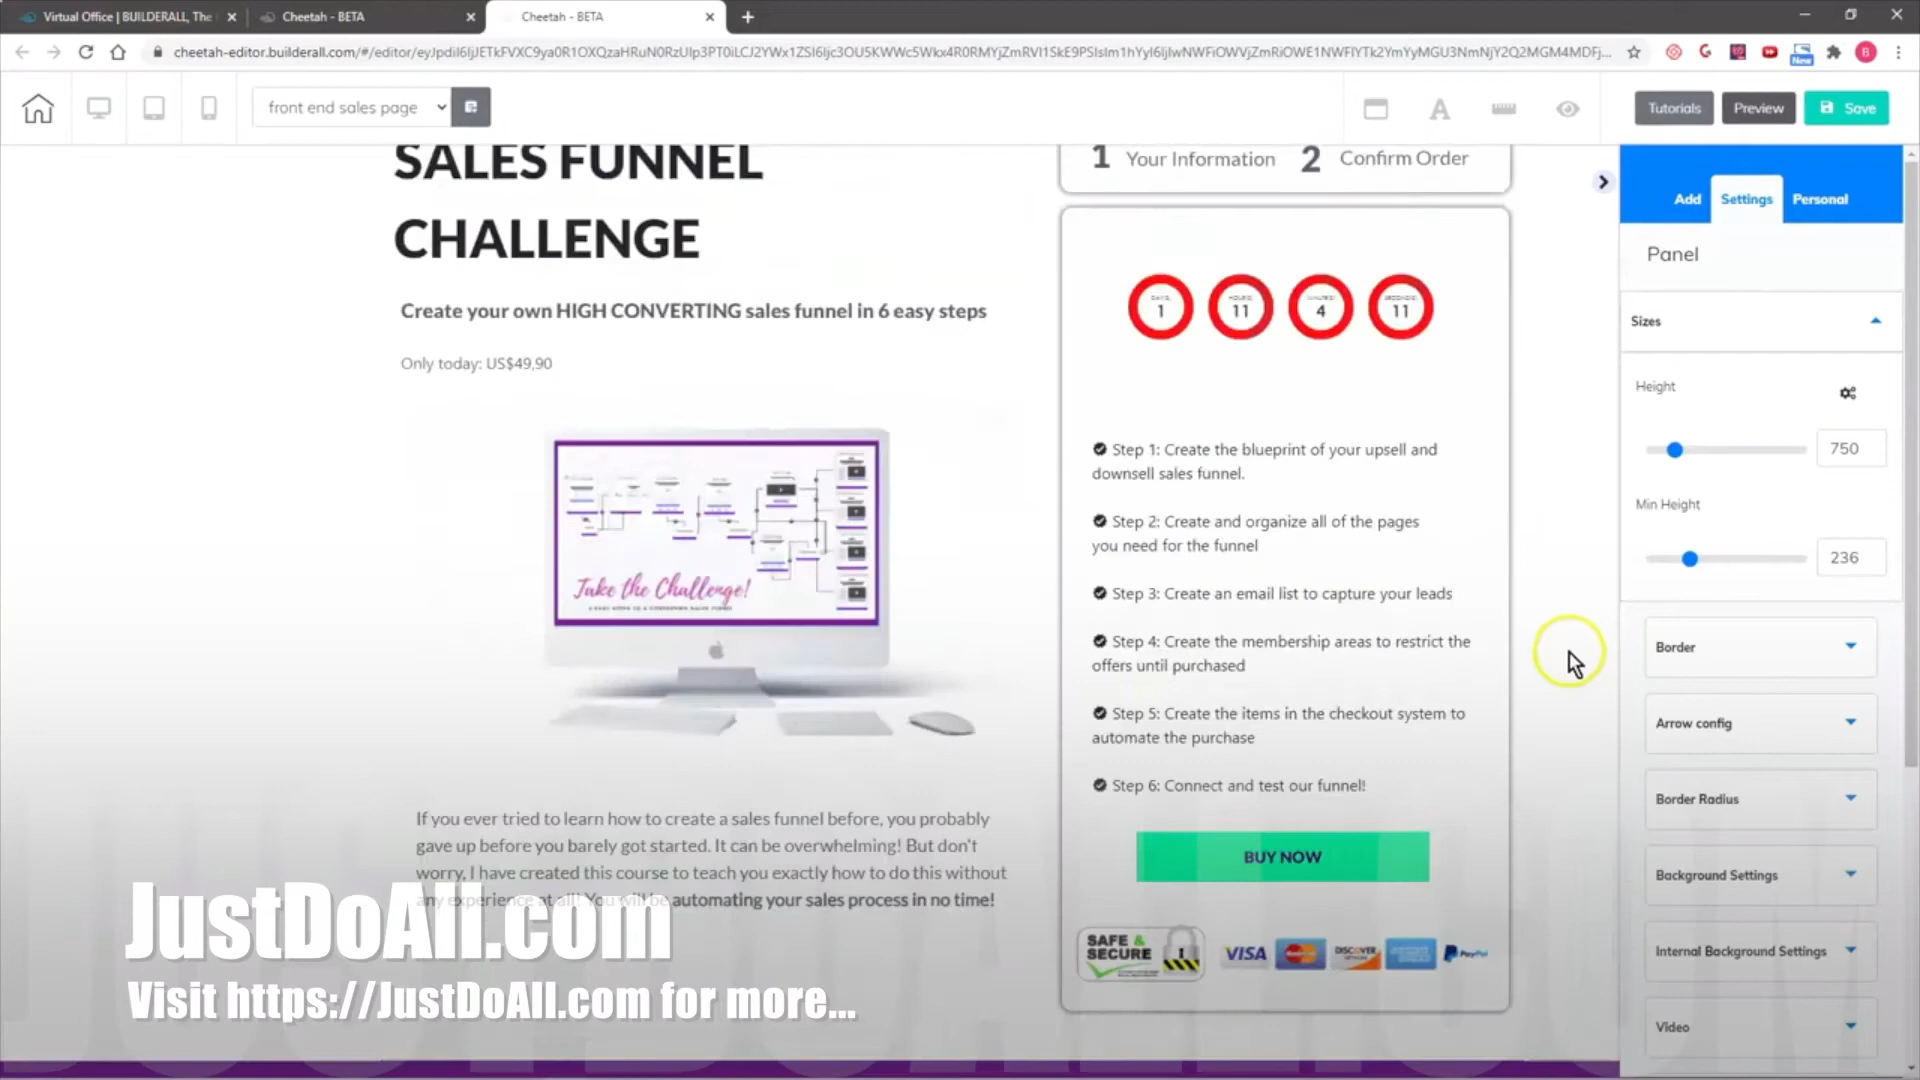 Virtual Office | BUILDERALL, The
Cheetah - BETA
Cheetah - BETA
front end sales page
Tutorials
Preview
Save
SALES FUNNEL
CHALLENGE
Create your own HIGH CONVERTING sales funnel in 6 easy steps
Only today: US$49,90
Take the Challenge!
If you ever tried to learn how to create a sales funnel before, you probably
gave up before you barely got started. It can be overwhelming! But don't
worry, I have created this course to teach you exactly how to do this without
any experience at all! You will be automating your sales process in no time!
1 Your Information 2 Confirm Order
1
11
4
11
Step 1: Create the blueprint of your upsell and
downsell sales funnel.
Step 2: Create and organize all of the pages
you need for the funnel
Step 3: Create an email list to capture your leads
Step 4: Create the membership areas to restrict the
offers until purchased
Step 5: Create the items in the checkout system to
automate the purchase
Step 6: Connect and test our funnel!
BUY NOW
SAFE &
SECURE
VISA
DISCOVER
PayPal
Add
Settings
Personal
Panel
Sizes
Height
750
Min Height
236
Border
Arrow config
Border Radius
Background Settings
Internal Background Settings
Video
JustDoAll.com
Visit https://JustDoAll.com for more...